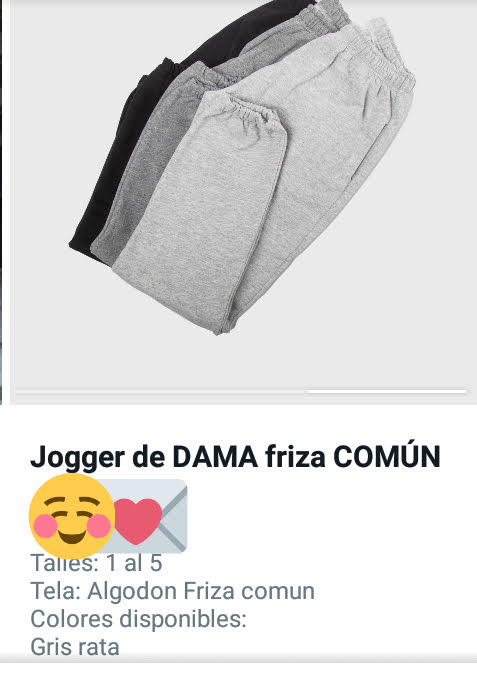 Jogger de DAMA friza COMÚN
Talles: 1 al 5
Tela: Algodon Friza comun
Colores disponibles:
Gris rata